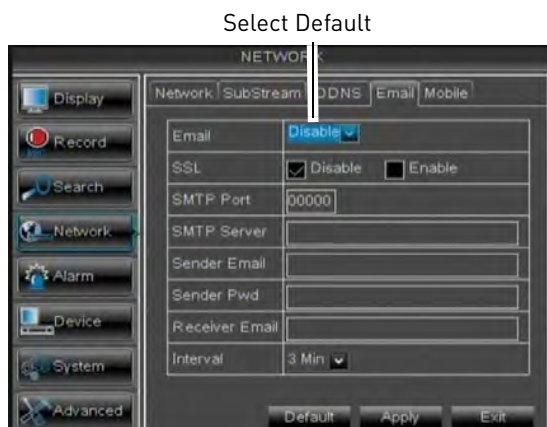 Select Default
NETWORK
Display
Record
Search
Network
Alarm
Device
System
Advanced
Network SubStream DDNS Email Mobile
Email Disable
SSL Disable Enable
SMTP Port 00000
SMTP Server
Sender Email
Sender Pwd
Receiver Email
Interval 3 Min
Default Apply Exit